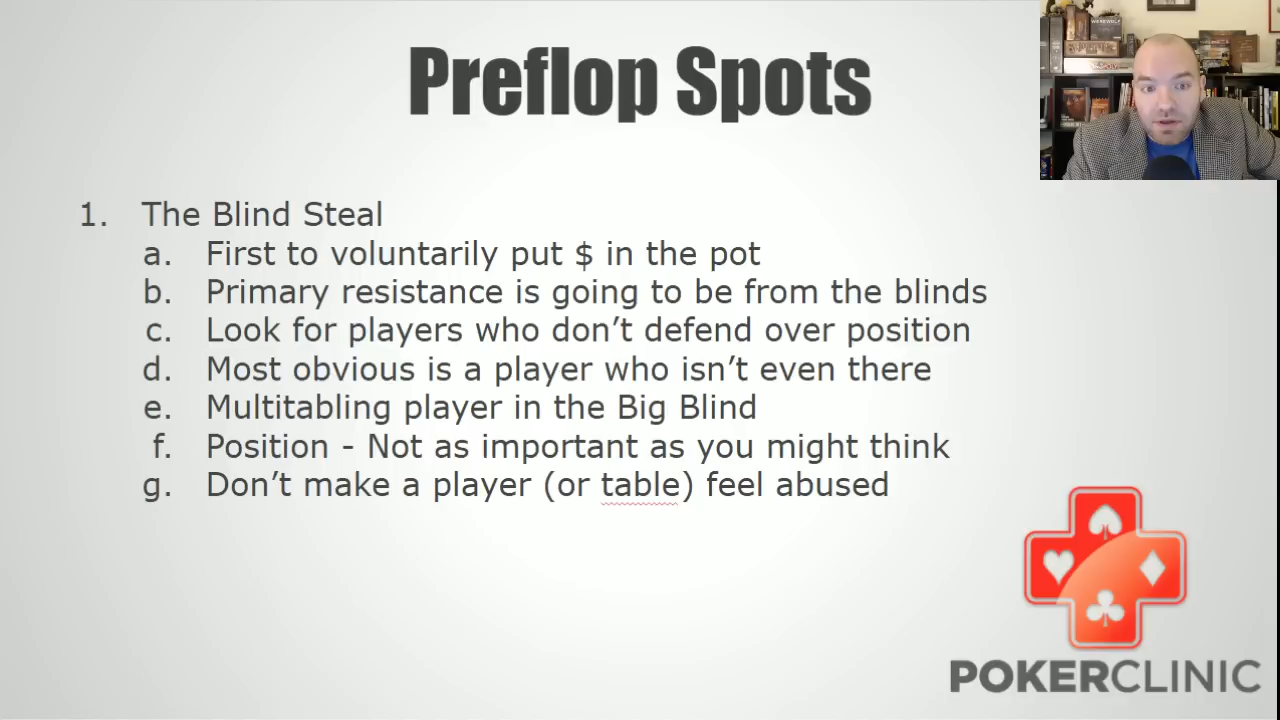 Preflop Spots
WEREWOLF
1. The Blind Steal
a. First to voluntarily put $ in the pot
b. Primary resistance is going to be from the blinds
c. Look for players who don’t defend over position
d. Most obvious is a player who isn’t even there
e. Multitabling player in the Big Blind
f. Position - Not as important as you might think
g. Don’t make a player (or table) feel abused
POKERCLINIC